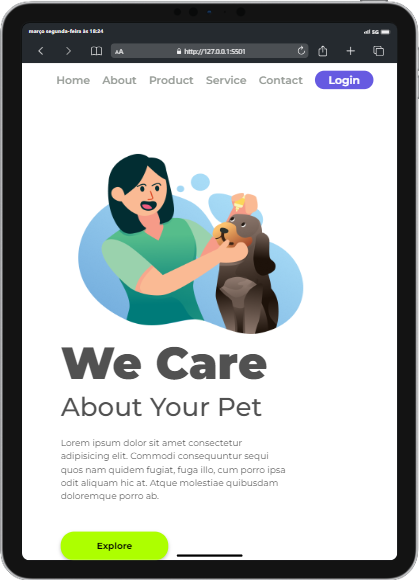 março segunda-feira às 18:24
5G
AA
http://127.0.0.1:5501
Home About Product Service Contact Login
We Care
About Your Pet
Lorem ipsum dolor sit amet consectetur
adipisicing elit. Commodi consequuntur sequi
quos nam quidem fugiat, fuga illo, cum porro ipsa
odit aliquam hic at. Atque molestiae quibusdam
doloremque porro ab.
Explore